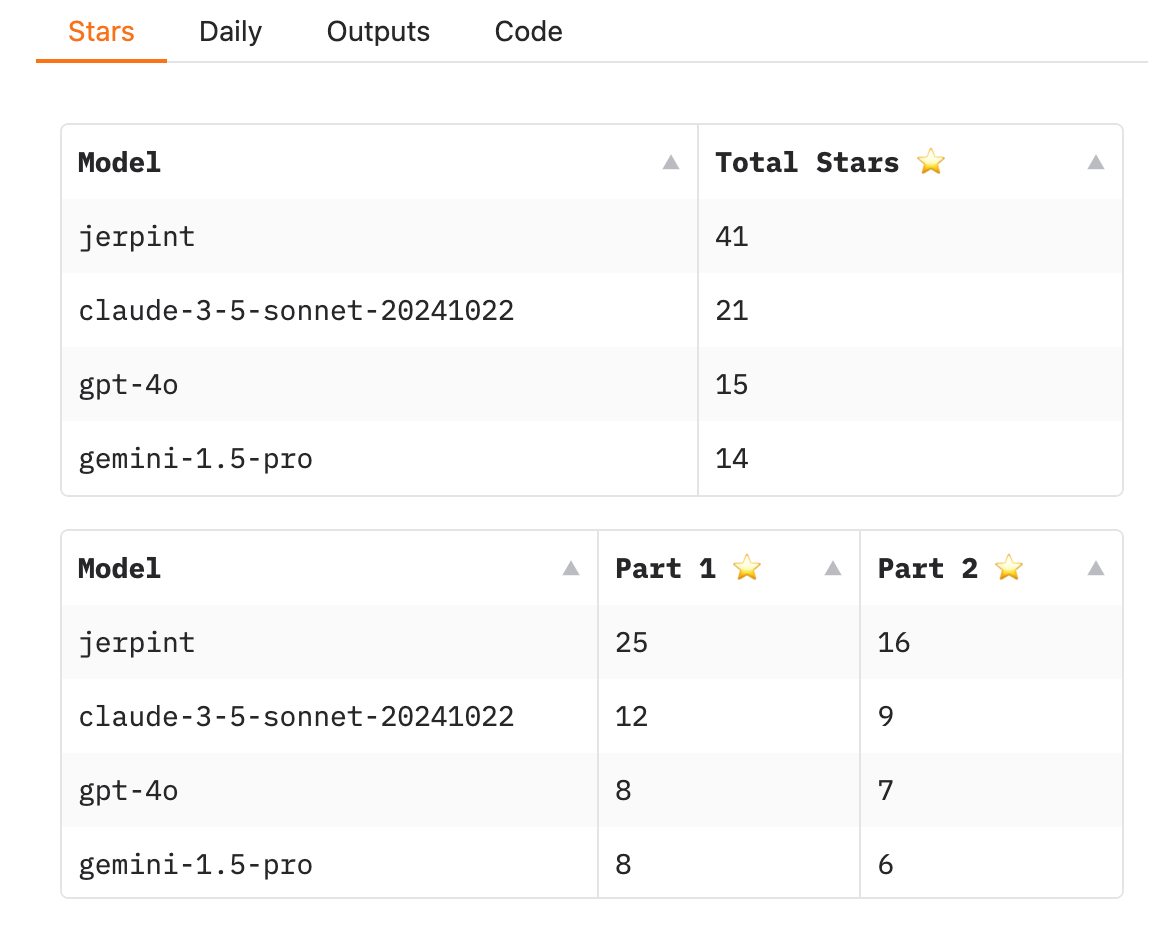 Stars Daily Outputs Code
Model ▲ Total Stars ⭐ ▲
jerpint 41
claude-3-5-sonnet-20241022 21
gpt-4o 15
gemini-1.5-pro 14
Model ▲ Part 1 ⭐ ▲ Part 2 ⭐ ▲
jerpint 25 16
claude-3-5-sonnet-20241022 12 9
gpt-4o 8 7
gemini-1.5-pro 8 6